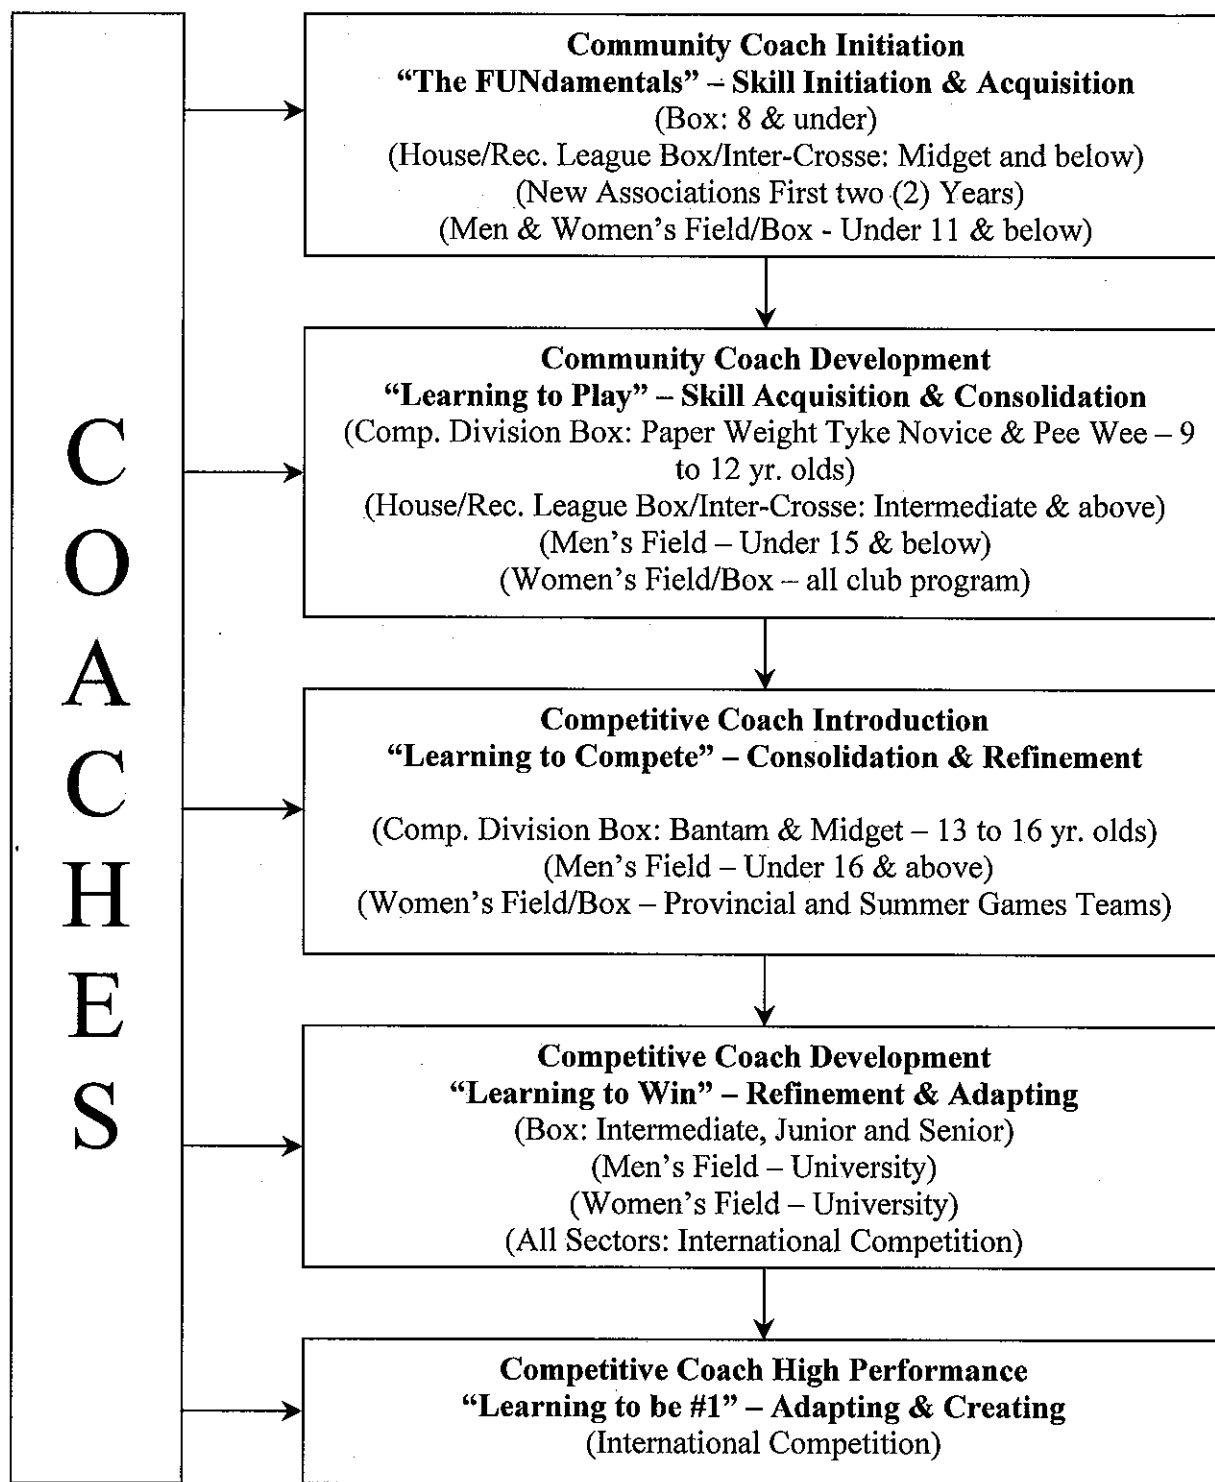 COACHES
Community Coach Initiation
“The FUNdamentals” – Skill Initiation & Acquisition
(Box: 8 & under)
(House/Rec. League Box/Inter-Crosse: Midget and below)
(New Associations First two (2) Years)
(Men & Women’s Field/Box - Under 11 & below)
Community Coach Development
“Learning to Play” – Skill Acquisition & Consolidation
(Comp. Division Box: Paper Weight Tyke Novice & Pee Wee – 9
to 12 yr. olds)
(House/Rec. League Box/Inter-Crosse: Intermediate & above)
(Men’s Field – Under 15 & below)
(Women’s Field/Box – all club program)
Competitive Coach Introduction
“Learning to Compete” – Consolidation & Refinement
(Comp. Division Box: Bantam & Midget – 13 to 16 yr. olds)
(Men’s Field – Under 16 & above)
(Women’s Field/Box – Provincial and Summer Games Teams)
Competitive Coach Development
“Learning to Win” – Refinement & Adapting
(Box: Intermediate, Junior and Senior)
(Men’s Field – University)
(Women’s Field – University)
(All Sectors: International Competition)
Competitive Coach High Performance
“Learning to be #1” – Adapting & Creating
(International Competition)